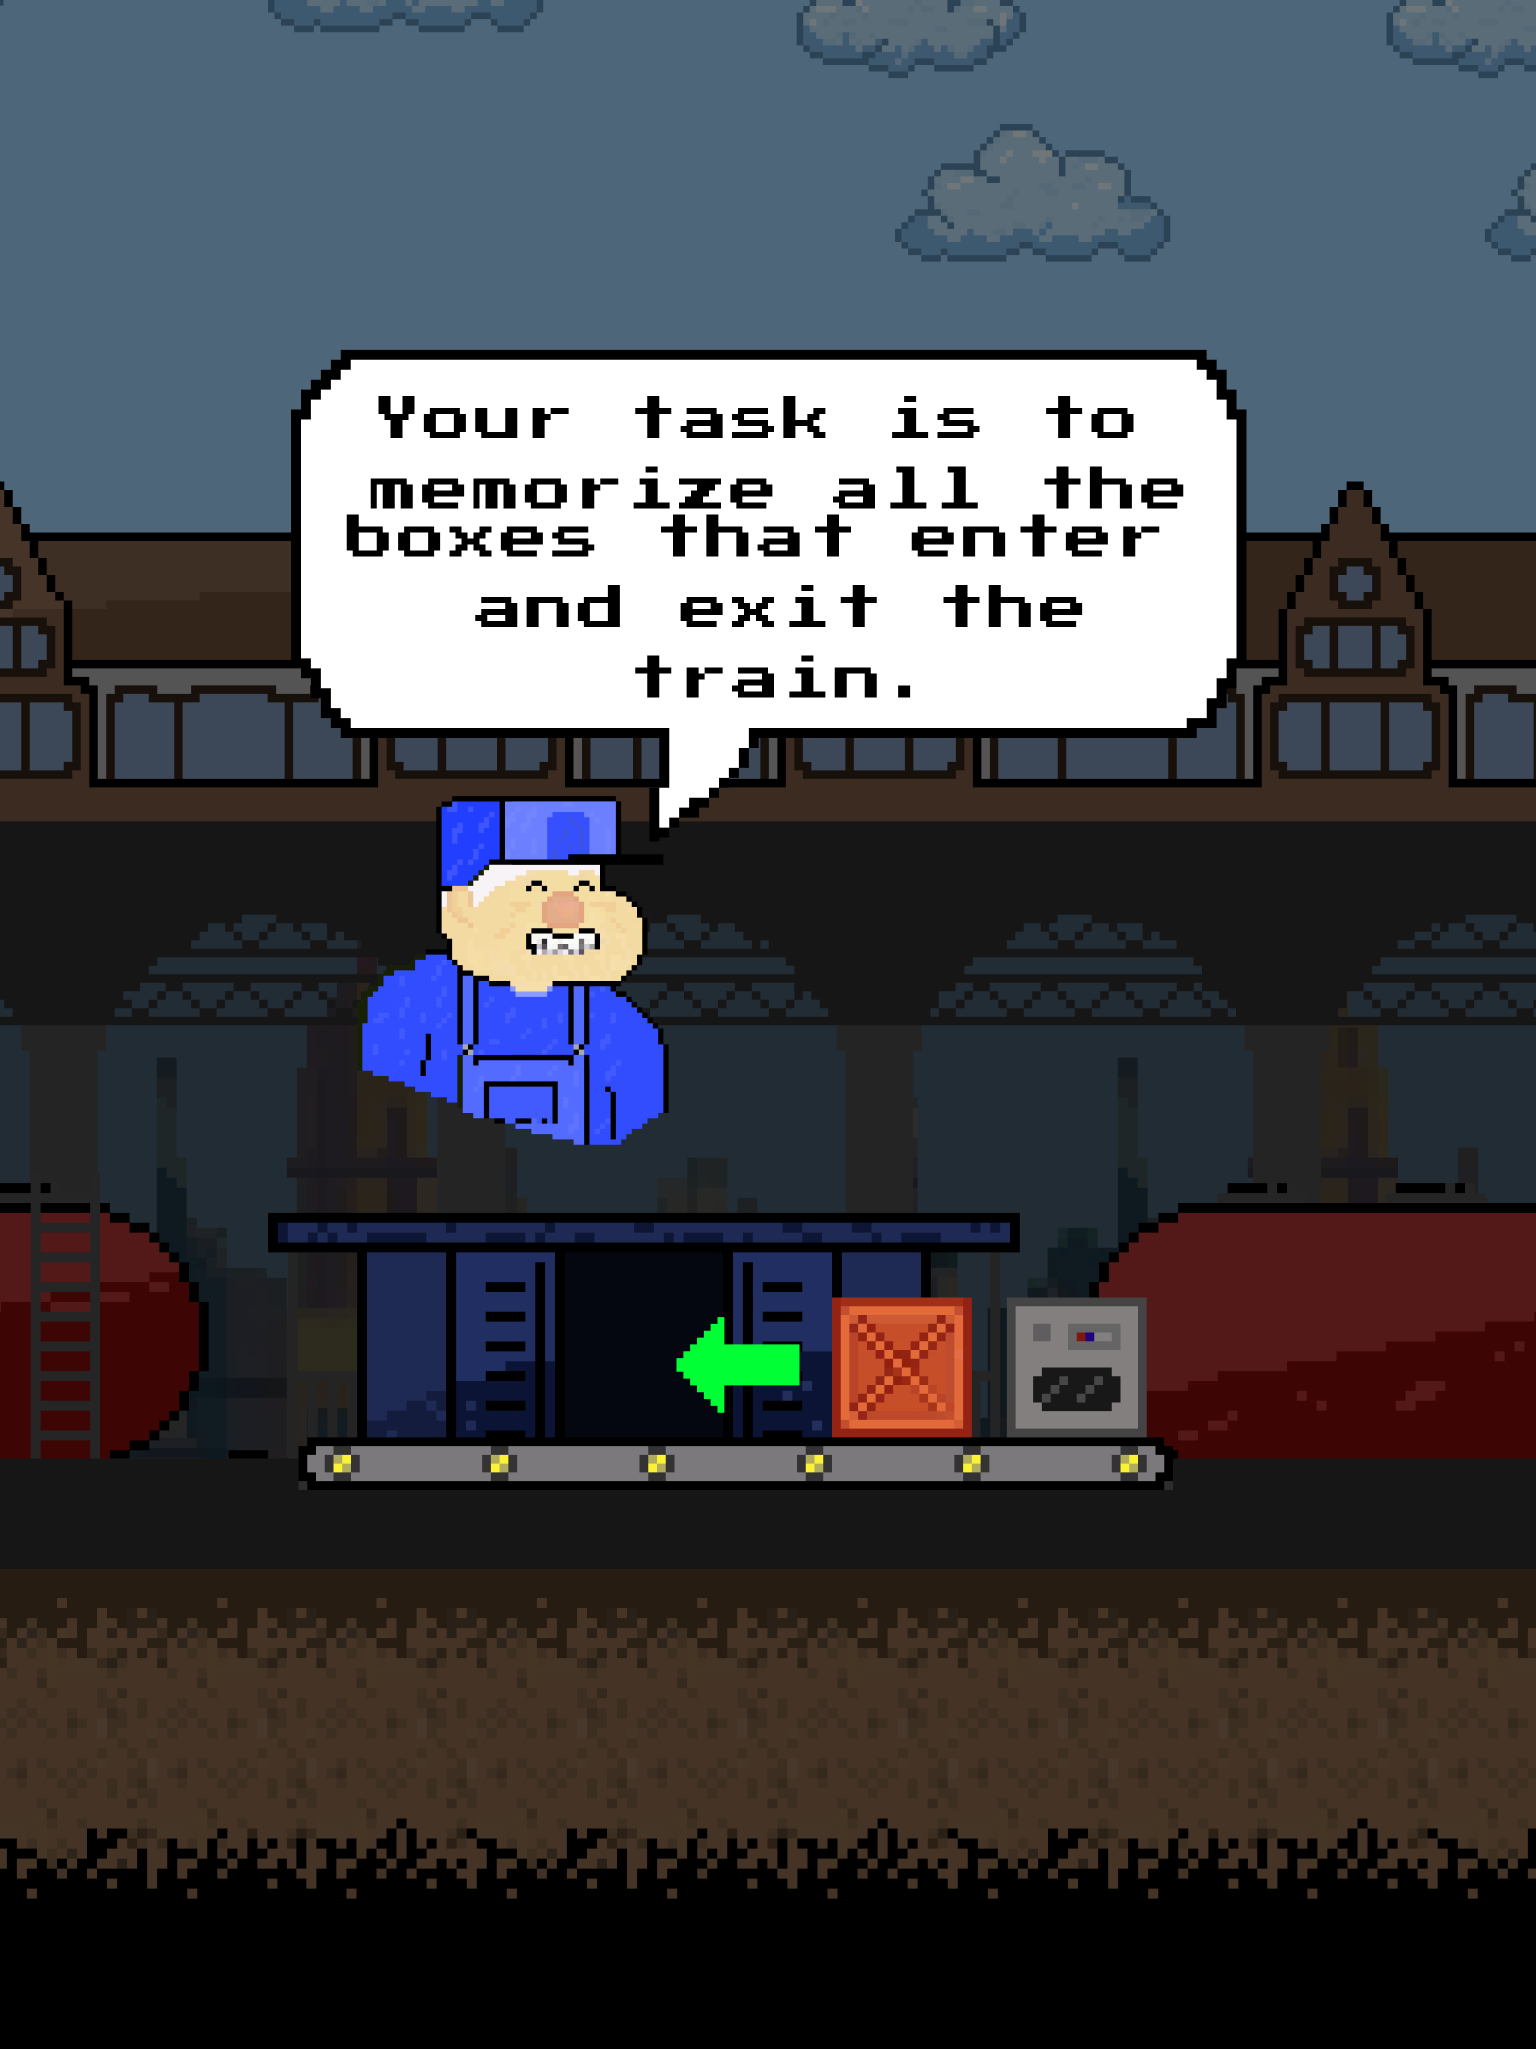 Your task is to
memorize all the
boxes that enter
and exit the
train.